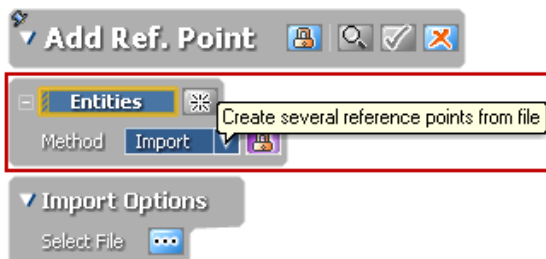 Add Ref. Point
Entities
Create several reference points from file
Method Import
Import Options
Select File